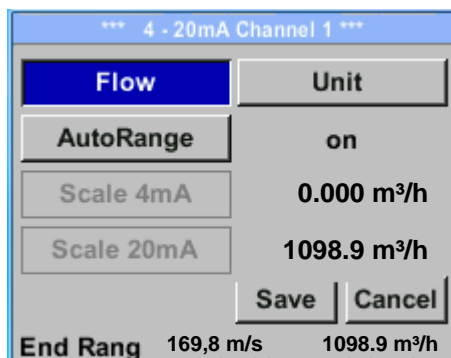 *** 4 - 20mA Channel 1 ***
Flow Unit
AutoRange on
Scale 4mA 0.000 m³/h
Scale 20mA 1098.9 m³/h
Save Cancel
End Rang 169,8 m/s 1098.9 m³/h